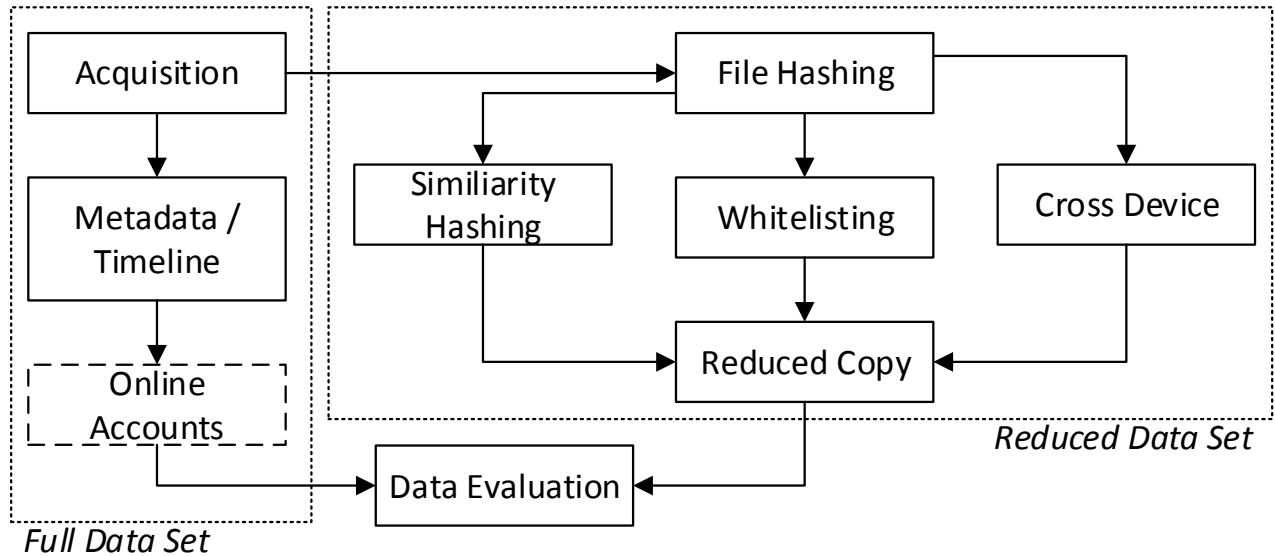 Acquisition
Metadata /
Timeline
Online
Accounts
Full Data Set
File Hashing
Similiarity
Hashing
Whitelisting
Cross Device
Reduced Copy
Reduced Data Set
Data Evaluation